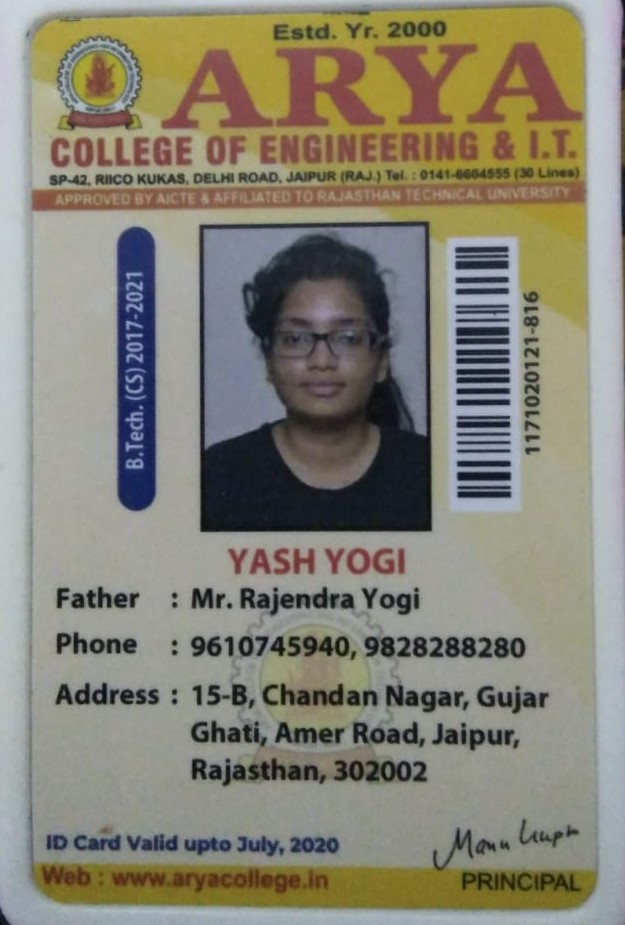 Estd. Yr. 2000
ARYA
COLLEGE OF ENGINEERING & I.T.
SP-42, RIICO KUKAS, DELHI ROAD, JAIPUR (RAJ.) Tel. : 0141-6604555 (30 Lines)
APPROVED BY AICTE & AFFILIATED TO RAJASTHAN TECHNICAL UNIVERSITY
B.Tech. (CS) 2017-2021
1171020121-816
YASH YOGI
Father : Mr. Rajendra Yogi
Phone : 9610745940, 9828288280
Address : 15-B, Chandan Nagar, Gujar
Ghati, Amer Road, Jaipur,
Rajasthan, 302002
ID Card Valid upto July, 2020
Web : www.aryacollege.in
PRINCIPAL